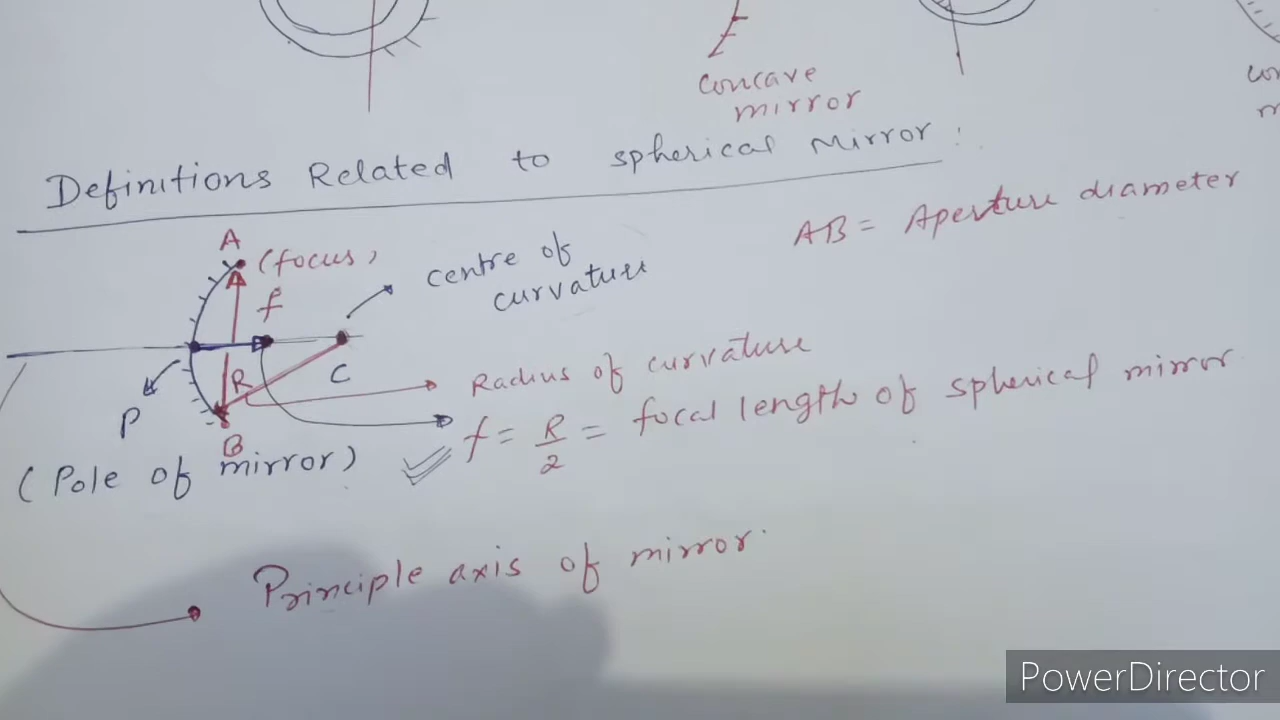 concave
mirror
Definitions Related to spherical Mirror :
AB = Aperture diameter
A
(focus,
f
centre of
curvature
R
C
P
B
Radius of curvature
f = R/2 = focal length of spherical mirror
(Pole of mirror)
Principle axis of mirror.
PowerDirector